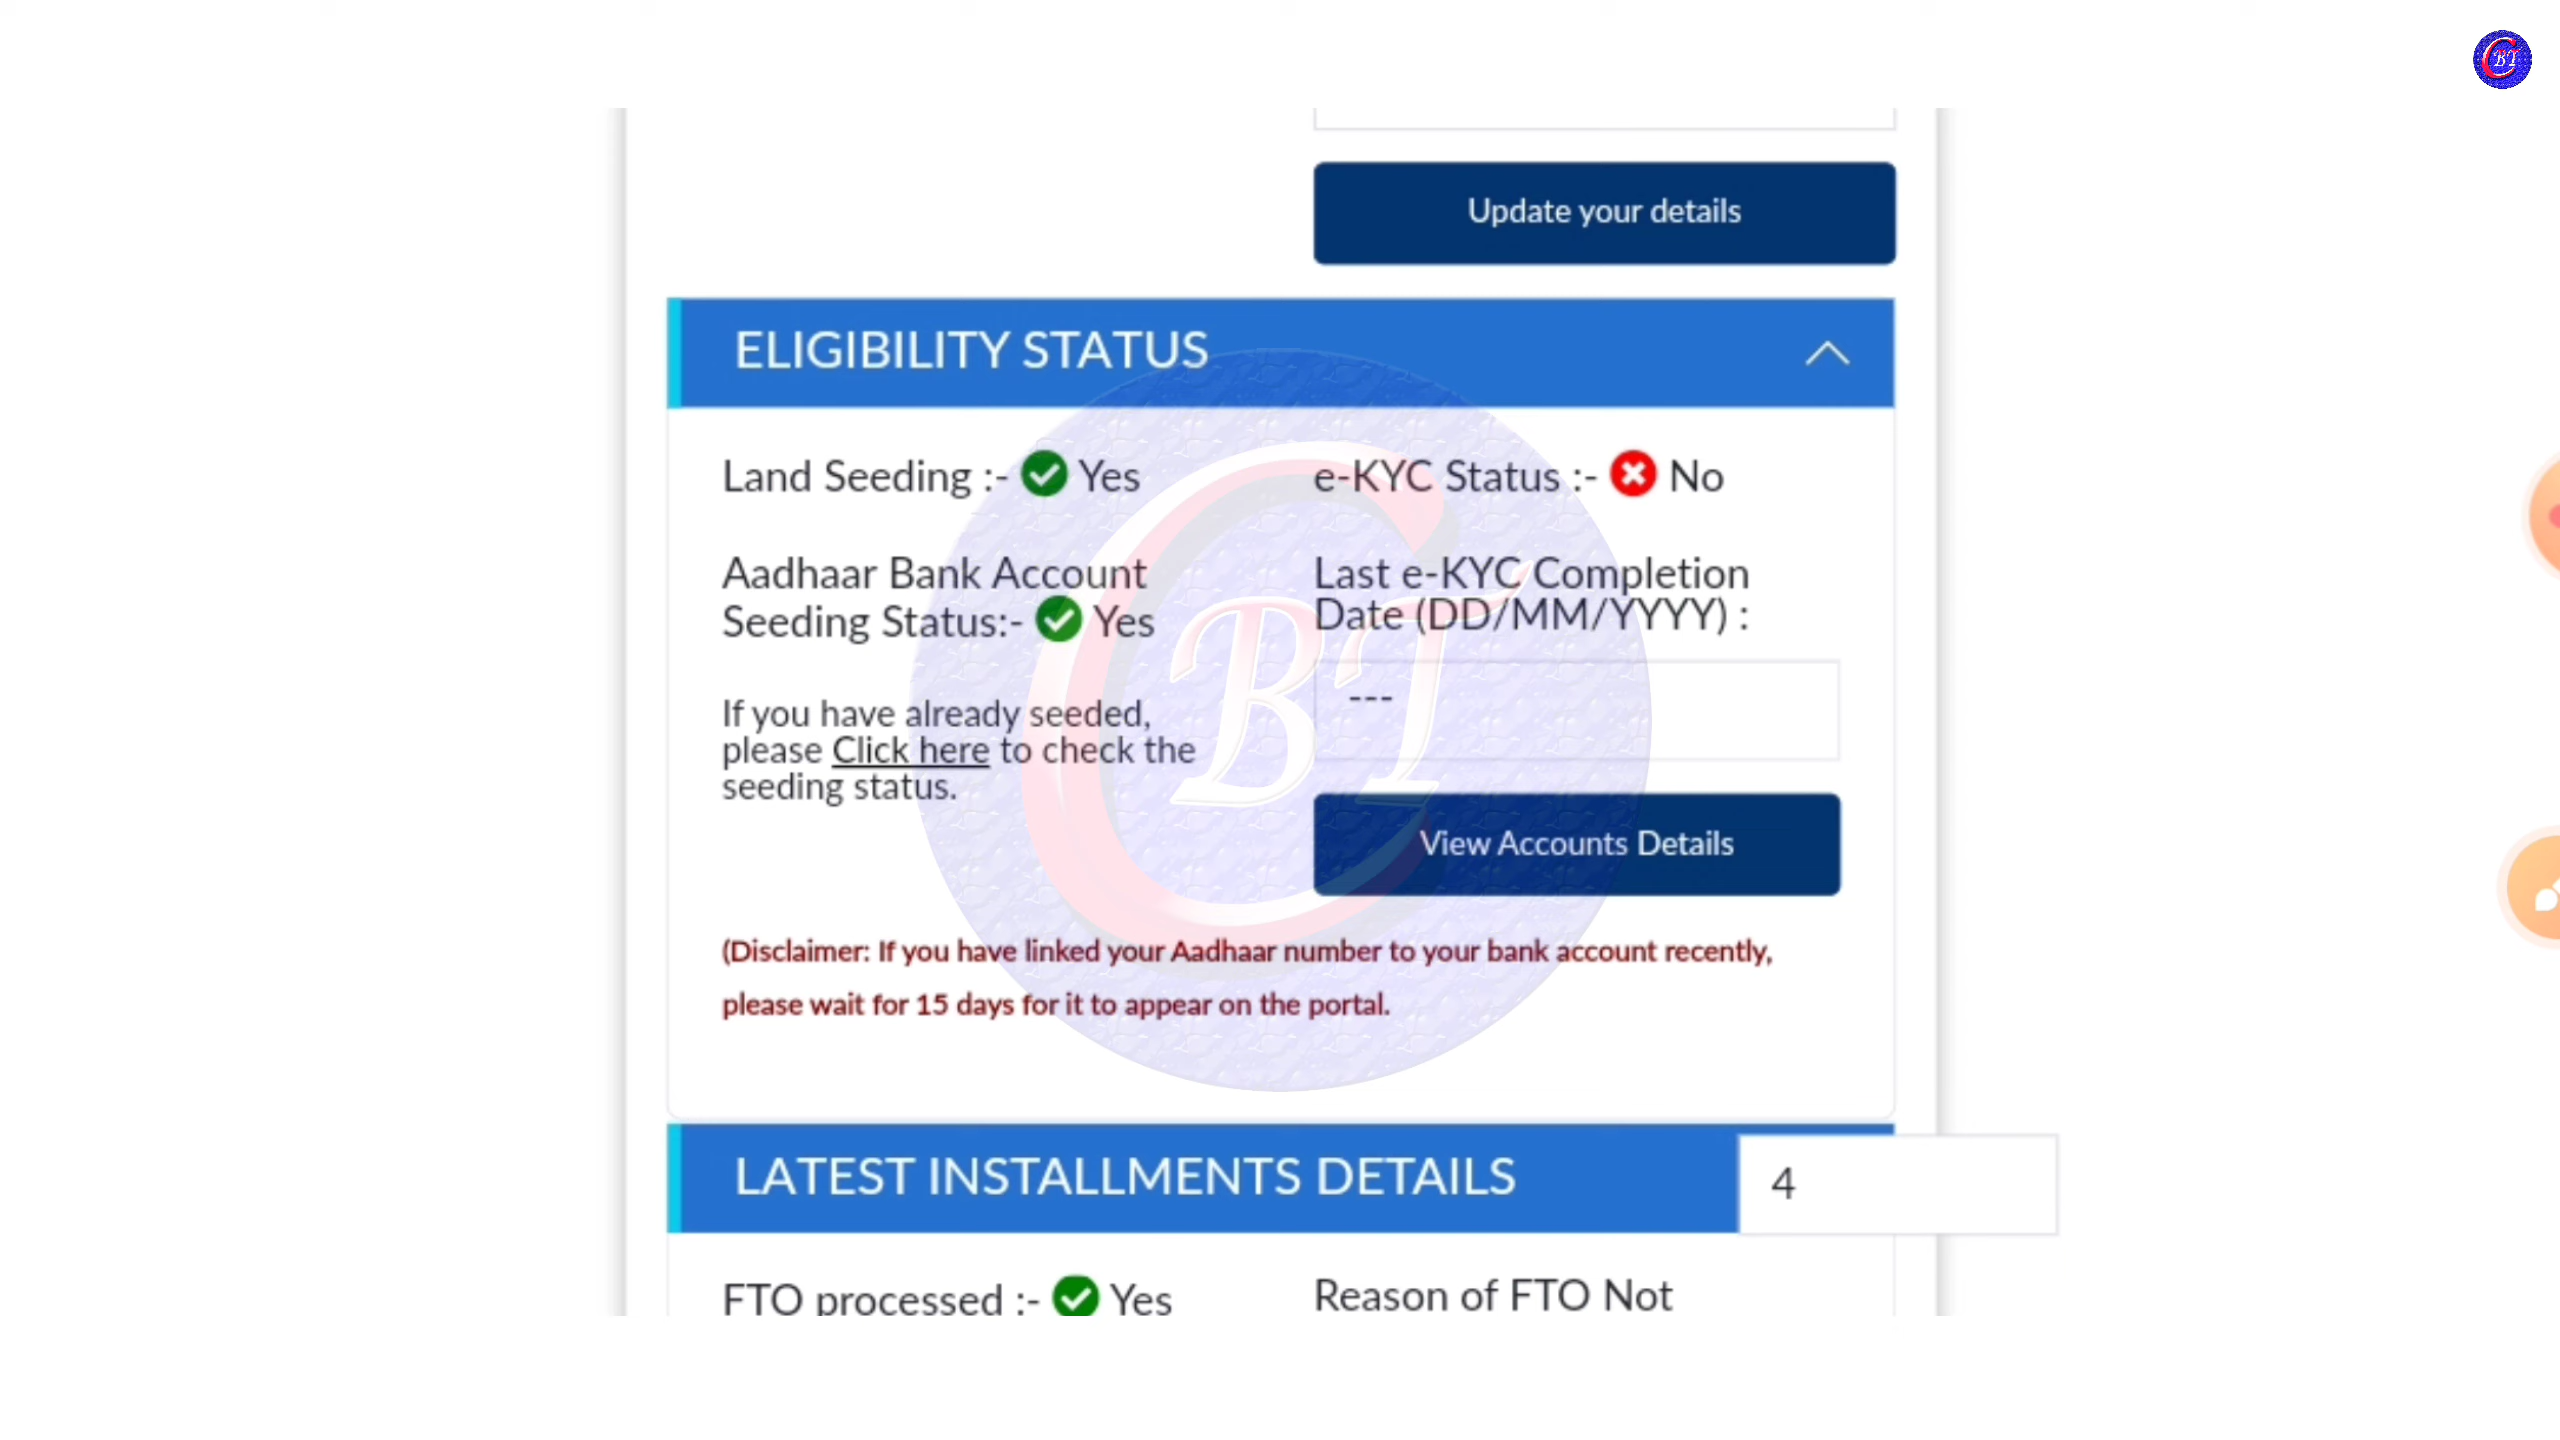 CBT
Update your details
ELIGIBILITY STATUS
Land Seeding :- Yes
e-KYC Status :- No
Aadhaar Bank Account
Seeding Status:- Yes
Last e-KYC Completion
Date (DD/MM/YYYY) :
---
If you have already seeded,
please Click here to check the
seeding status.
CBT
View Accounts Details
(Disclaimer: If you have linked your Aadhaar number to your bank account recently,
please wait for 15 days for it to appear on the portal.
LATEST INSTALLMENTS DETAILS
4
FTO processed :- Yes
Reason of FTO Not